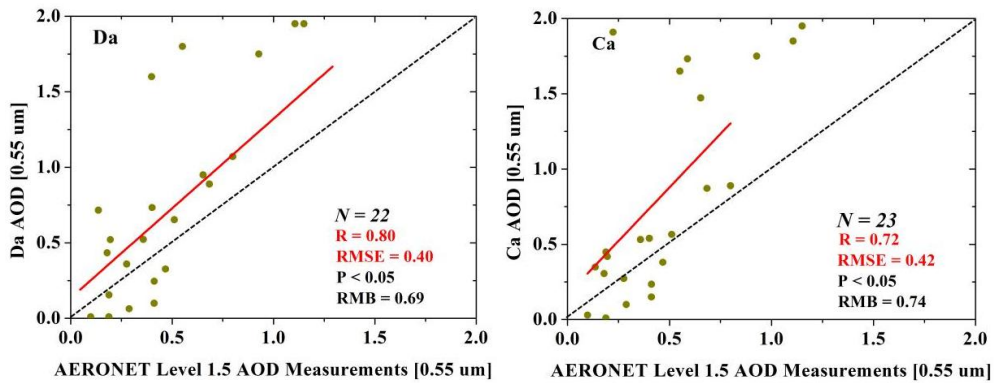 2.0
Da
1.5
1.0
0.5
0.0
Da AOD [0.55 um]
N = 22
R = 0.80
RMSE = 0.40
P < 0.05
RMB = 0.69
0.0 0.5 1.0 1.5 2.0
AERONET Level 1.5 AOD Measurements [0.55 um]
2.0
Ca
1.5
1.0
0.5
0.0
Ca AOD [0.55 um]
N = 23
R = 0.72
RMSE = 0.42
P < 0.05
RMB = 0.74
0.0 0.5 1.0 1.5 2.0
AERONET Level 1.5 AOD Measurements [0.55 um]